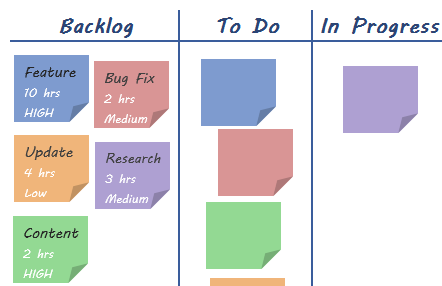 Backlog To Do In Progress
Feature
10 hrs
HIGH
Bug Fix
2 hrs
Medium
Update
4 hrs
Low
Research
3 hrs
Medium
Content
2 hrs
HIGH